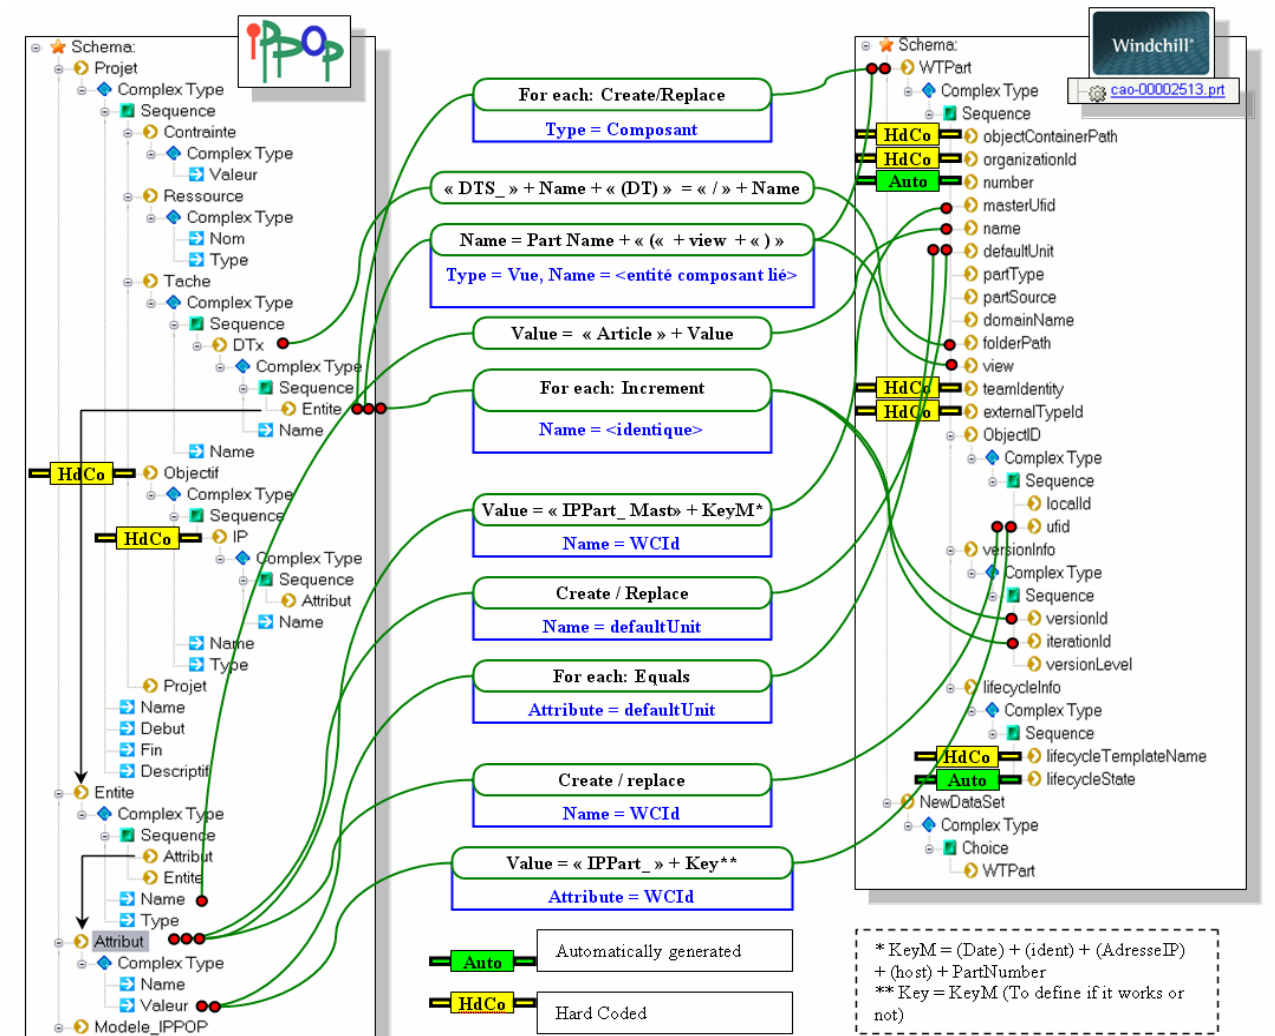 IPPOP
Schema:
Projet
Complex Type
Sequence
Contrainte
Complex Type
Valeur
Ressource
Complex Type
Nom
Type
Tache
Complex Type
Sequence
DTx
Complex Type
Sequence
Entite
Name
Name
HdCo
Objectif
Complex Type
Sequence
HdCo
IP
Complex Type
Sequence
Attribut
Name
Name
Type
Projet
Name
Debut
Fin
Descriptif
Entite
Complex Type
Sequence
Attribut
Entite
Name
Type
Attribut
Complex Type
Name
Valeur
Modele_IPPOP
For each: Create/Replace
Type = Composant
« DTS_ » + Name + « (DT) » = « / » + Name
Name = Part Name + « (« + view + « ) »
Type = Vue, Name = <entité composant lié>
Value = « Article » + Value
For each: Increment
Name = <identique>
Value = « IPPart_ Mast» + KeyM*
Name = WCId
Create / Replace
Name = defaultUnit
For each: Equals
Attribute = defaultUnit
Create / replace
Name = WCId
Value = « IPPart_ » + Key**
Attribute = WCId
Auto
Automatically generated
HdCo
Hard Coded
Windchill®
cao-00002513.prt
Schema:
WTPart
Complex Type
Sequence
HdCo
objectContainerPath
HdCo
organizationId
Auto
number
masterUfid
name
defaultUnit
partType
partSource
domainName
folderPath
view
HdCo
teamIdentity
HdCo
externalTypeId
ObjectID
Complex Type
Sequence
localId
ufid
versionInfo
Complex Type
Sequence
versionId
iterationId
versionLevel
lifecycleInfo
Complex Type
Sequence
HdCo
lifecycleTemplateName
Auto
lifecycleState
NewDataSet
Complex Type
Choice
WTPart
* KeyM = (Date) + (ident) + (AdresseIP)
+ (host) + PartNumber
** Key = KeyM (To define if it works or
not)